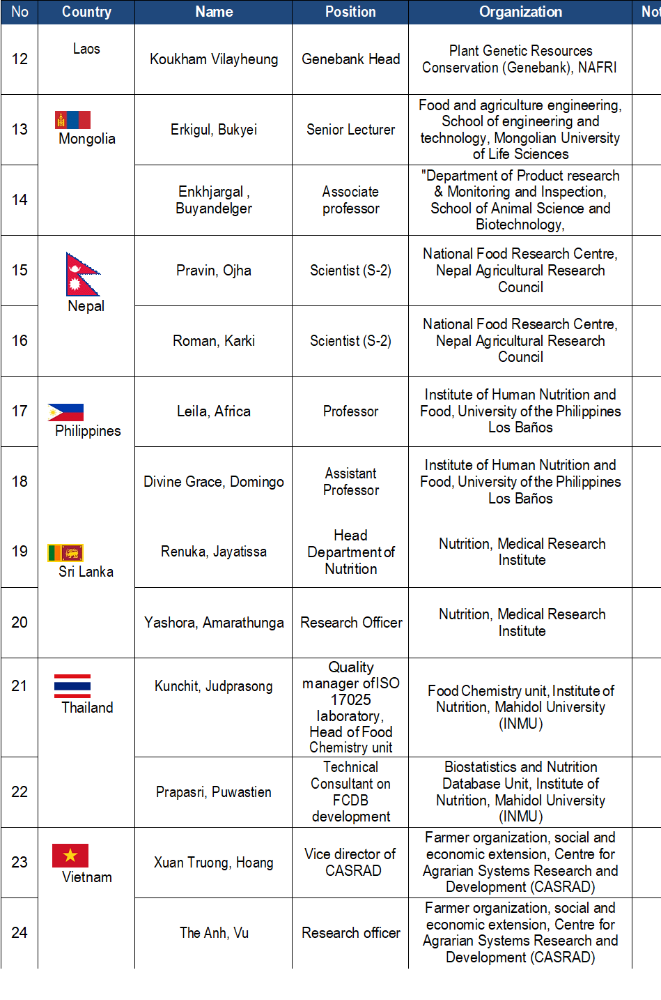 No Country Name Position Organization Not
12 Laos Koukham Vilayheung Genebank Head Plant Genetic Resources
Conservation (Genebank), NAFRI
13 Mongolia Erkigul, Bukyei Senior Lecturer Food and agriculture engineering,
School of engineering and
technology, Mongolian University
of Life Sciences
14 Enkhjargal ,
Buyandelger
Associate
professor
"Department of Product research
& Monitoring and Inspection,
School of Animal Science and
Biotechnology,
15 Nepal Pravin, Ojha Scientist (S-2) National Food Research Centre,
Nepal Agricultural Research
Council
16 Roman, Karki Scientist (S-2) National Food Research Centre,
Nepal Agricultural Research
Council
17 Philippines Leila, Africa Professor Institute of Human Nutrition and
Food, University of the Philippines
Los Baños
18 Divine Grace, Domingo Assistant
Professor
Institute of Human Nutrition and
Food, University of the Philippines
Los Baños
19 Sri Lanka Renuka, Jayatissa Head
Department of
Nutrition
Nutrition, Medical Research
Institute
20 Yashora, Amarathunga Research Officer Nutrition, Medical Research
Institute
21 Thailand Kunchit, Judprasong Quality
manager of ISO
17025
laboratory,
Head of Food
Chemistry unit
Food Chemistry unit, Institute of
Nutrition, Mahidol University
(INMU)
22 Prapasri, Puwastien Technical
Consultant on
FCDB
development
Biostatistics and Nutrition
Database Unit, Institute of
Nutrition, Mahidol University
(INMU)
23 Vietnam Xuan Truong, Hoang Vice director of
CASRAD
Farmer organization, social and
economic extension, Centre for
Agrarian Systems Research and
Development (CASRAD)
24 The Anh, Vu Research officer Farmer organization, social and
economic extension, Centre for
Agrarian Systems Research and
Development (CASRAD)